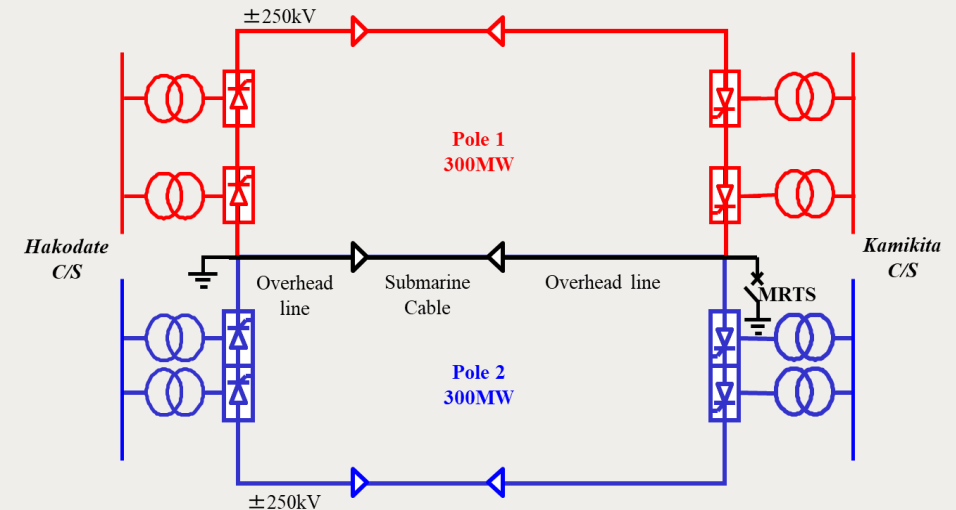 ±250kV
Pole 1
300MW
Hakodate
C/S
Kamikita
C/S
Overhead
line
Submarine
Cable
Overhead line
MRTS
Pole 2
300MW
±250kV